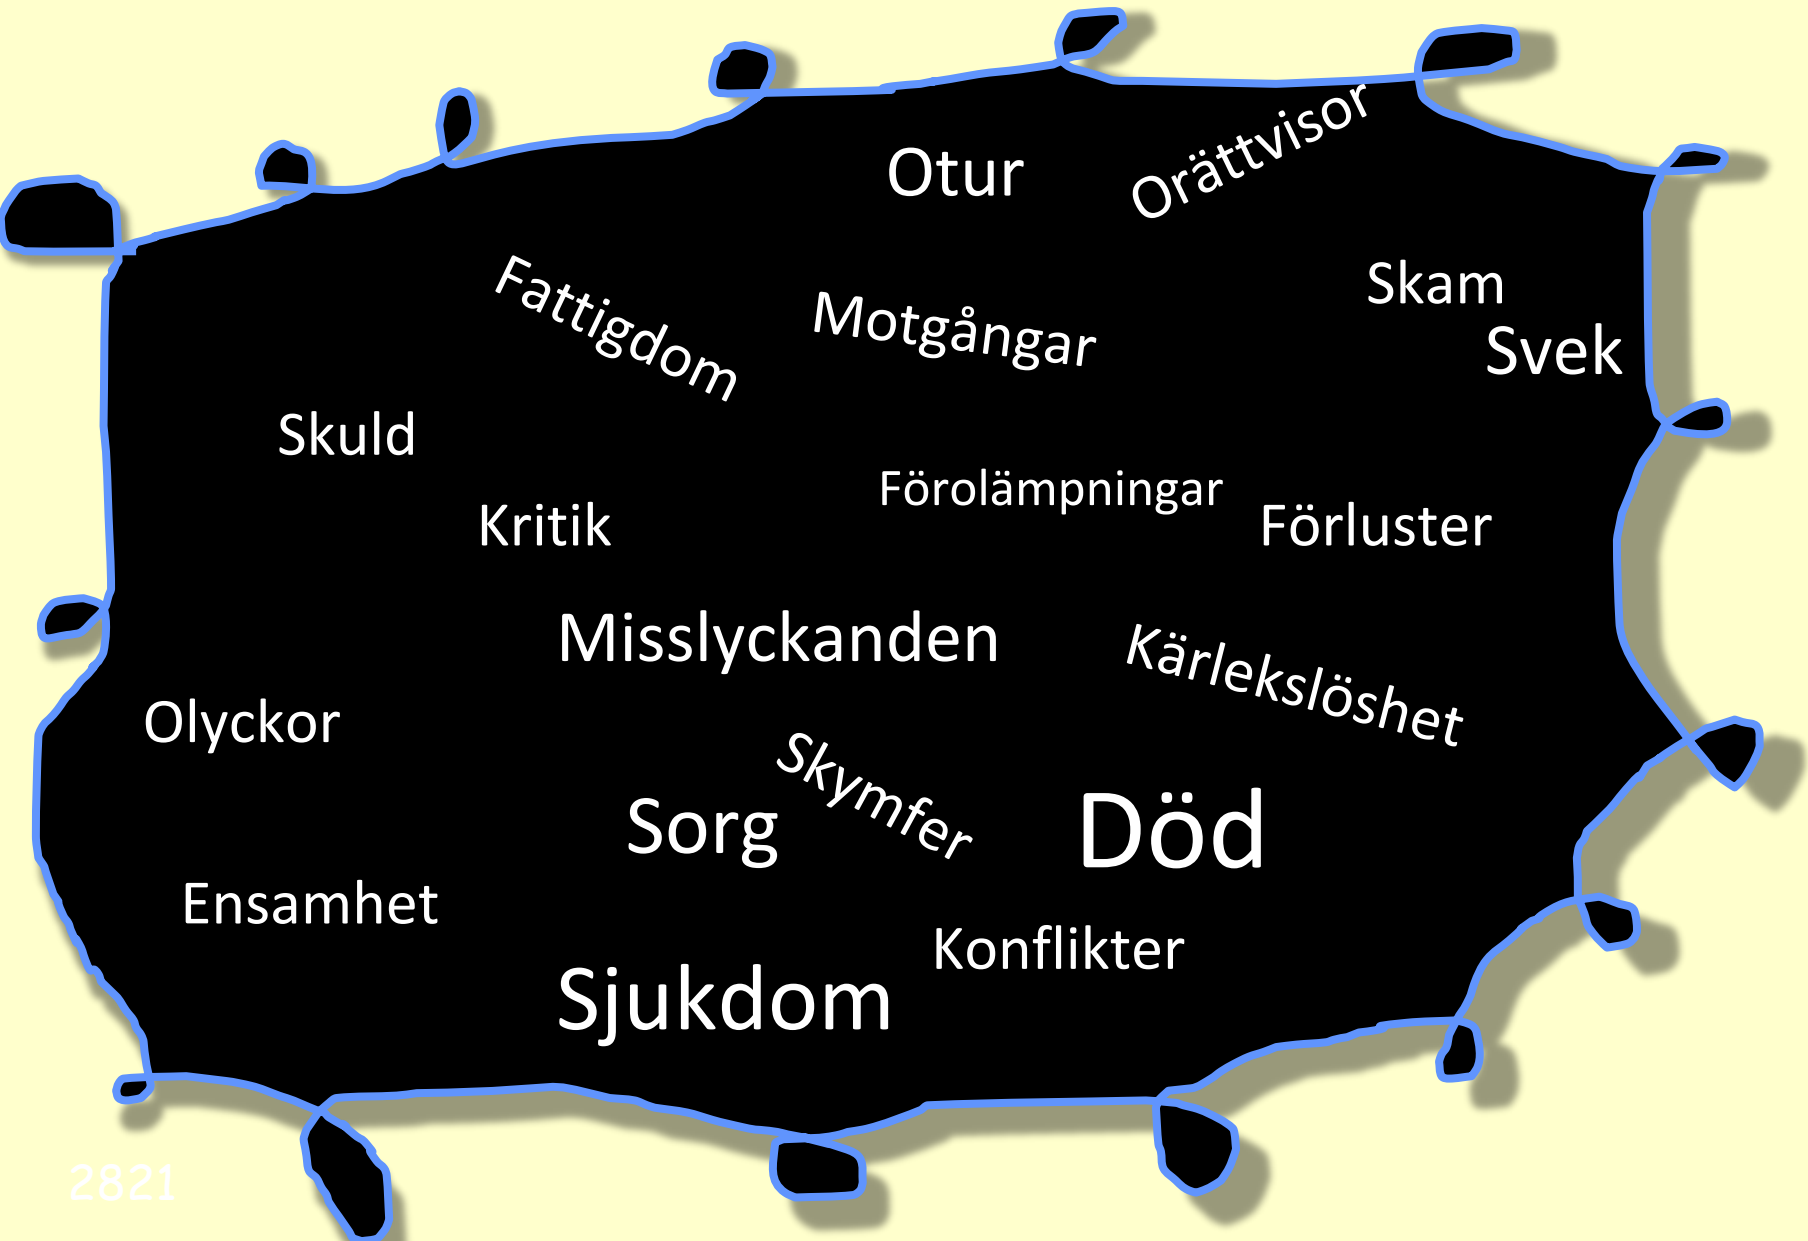 Otur
Orättvisor
Fattigdom
Motgångar
Skam
Svek
Skuld
Förolämpningar
Kritik
Förluster
Misslyckanden
Kärlekslöshet
Olyckor
Skymfer
Sorg
Död
Ensamhet
Konflikter
Sjukdom
2821